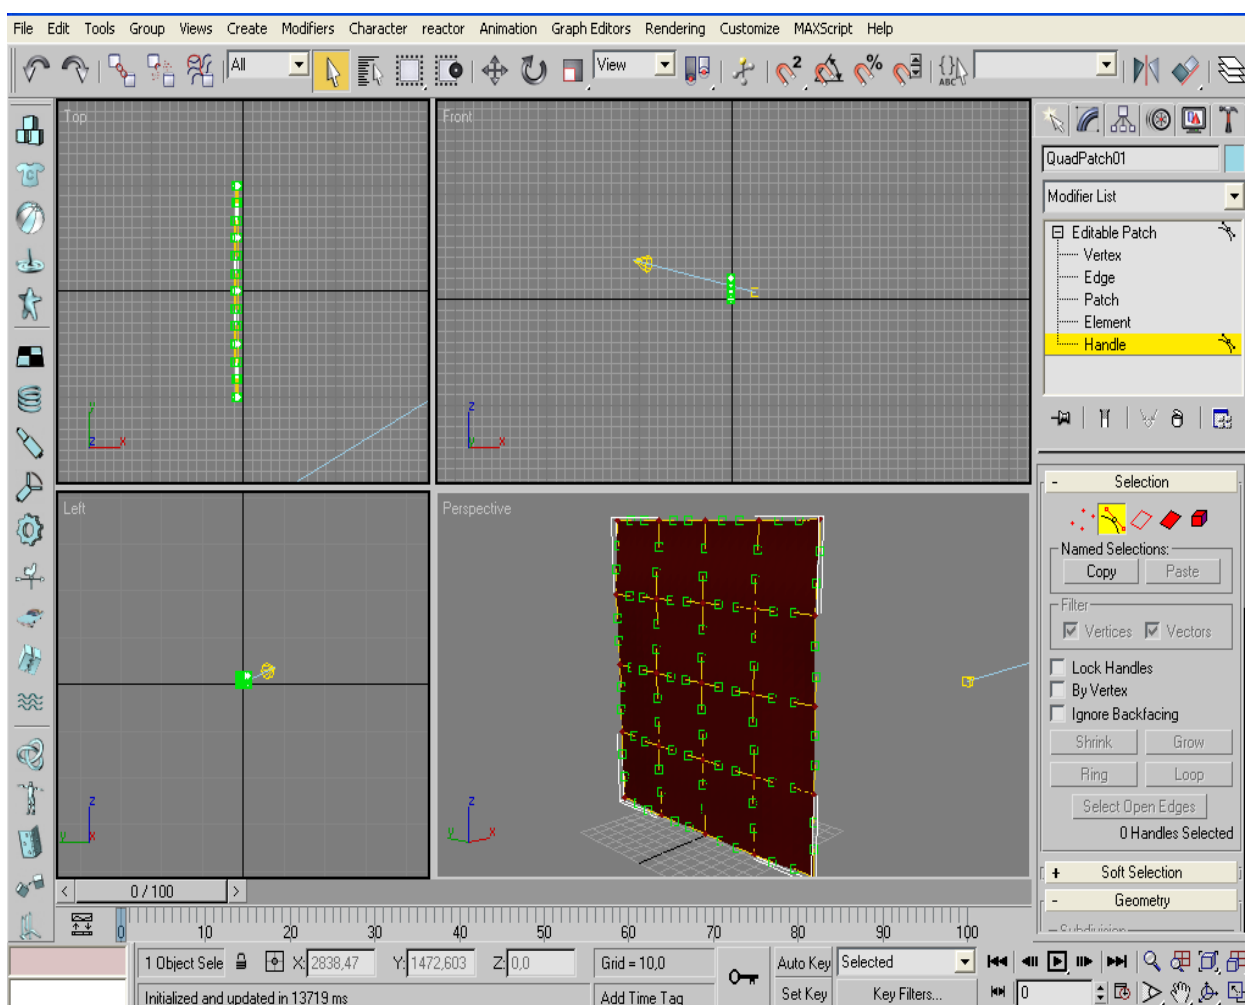 File Edit Tools Group Views Create Modifiers Character reactor Animation Graph Editors Rendering Customize MAXScript Help
All
View
2
%
{}
ABC
Top
Front
QuadPatch01
Modifier List
Editable Patch
Vertex
Edge
Patch
Element
Handle
y
z x
z
x
Left
Perspective
- Selection
Named Selections:
Copy Paste
Filter
Vertices Vectors
Lock Handles
By Vertex
Ignore Backfacing
Shrink Grow
Ring Loop
Select Open Edges
0 Handles Selected
z
y x
z
y x
+ Soft Selection
- Geometry
Subdivision
< 0 / 100 >
0 10 20 30 40 50 60 70 80 90 100
1 Object Sele X: 2838,47 Y: 1472,603 Z: 0,0 Grid = 10,0 Auto Key Selected
Initialized and updated in 13719 ms Add Time Tag Set Key Key Filters... 0